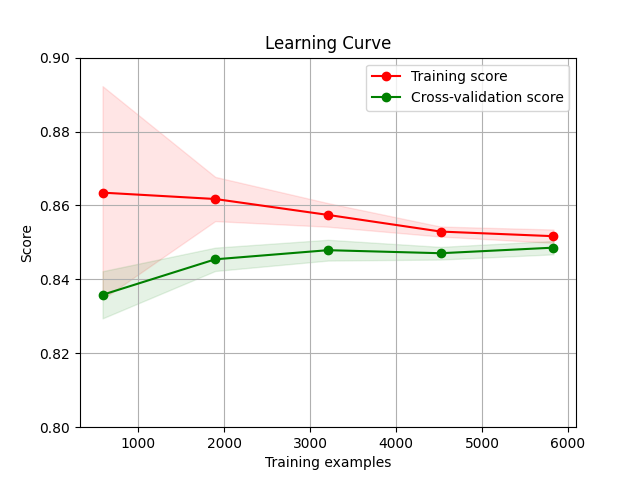 Learning Curve
0.90
0.88
0.86
0.84
0.82
0.80
Score
Training score
Cross-validation score
1000 2000 3000 4000 5000 6000
Training examples